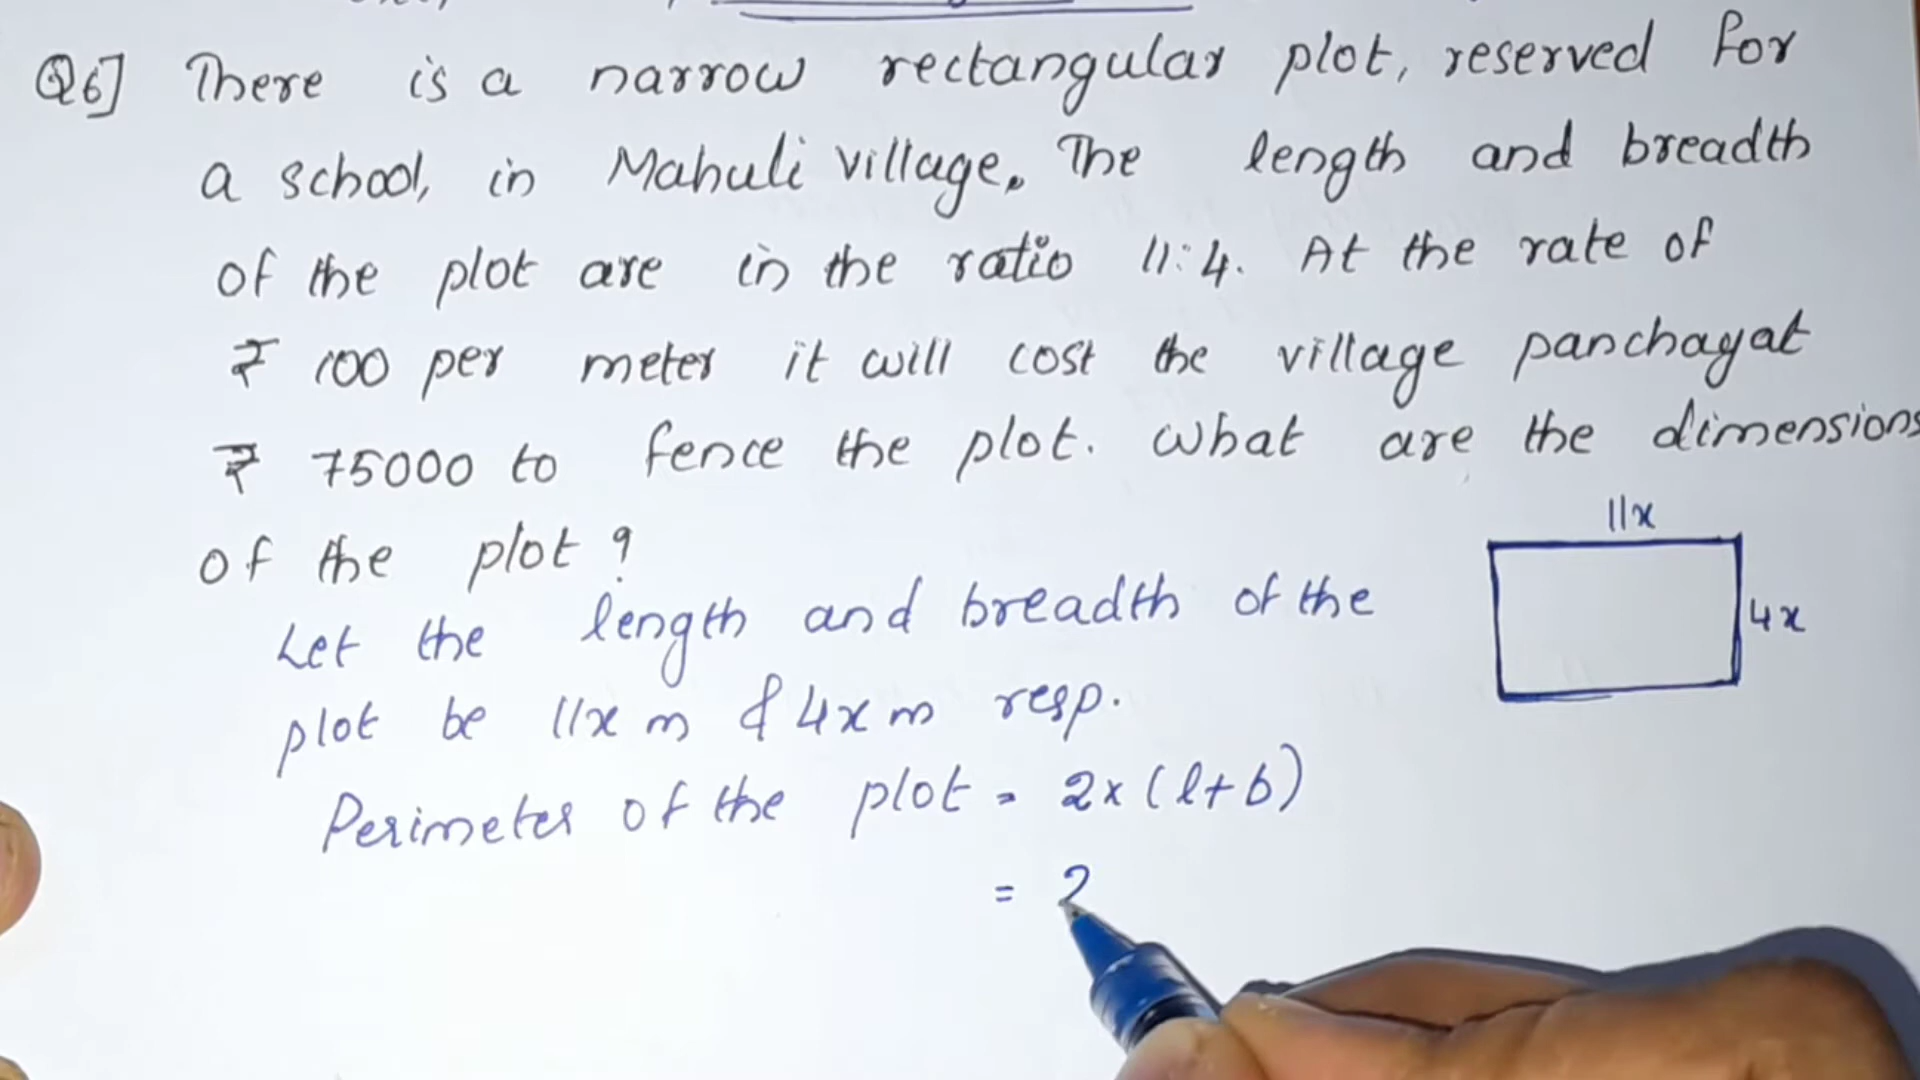 Q6] There is a narrow rectangular plot, reserved for
a school, in Mahuli village. The length and breadth
of the plot are in the ratio 11:4. At the rate of
₹ 100 per meter it will cost the village panchayat
₹ 75000 to fence the plot. What are the dimensions
of the plot?
11x
4x
Let the length and breadth of the
plot be 11x m & 4x m resp.
Perimeter of the plot = 2×(l+b)
= 2